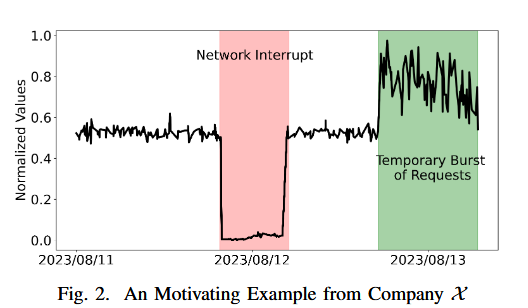 1.0
Network Interrupt
0.8
Normalized Values
0.6
0.4
Temporary Burst
of Requests
0.2
0.0
2023/08/11 2023/08/12 2023/08/13
Fig. 2. An Motivating Example from Company 𝒳